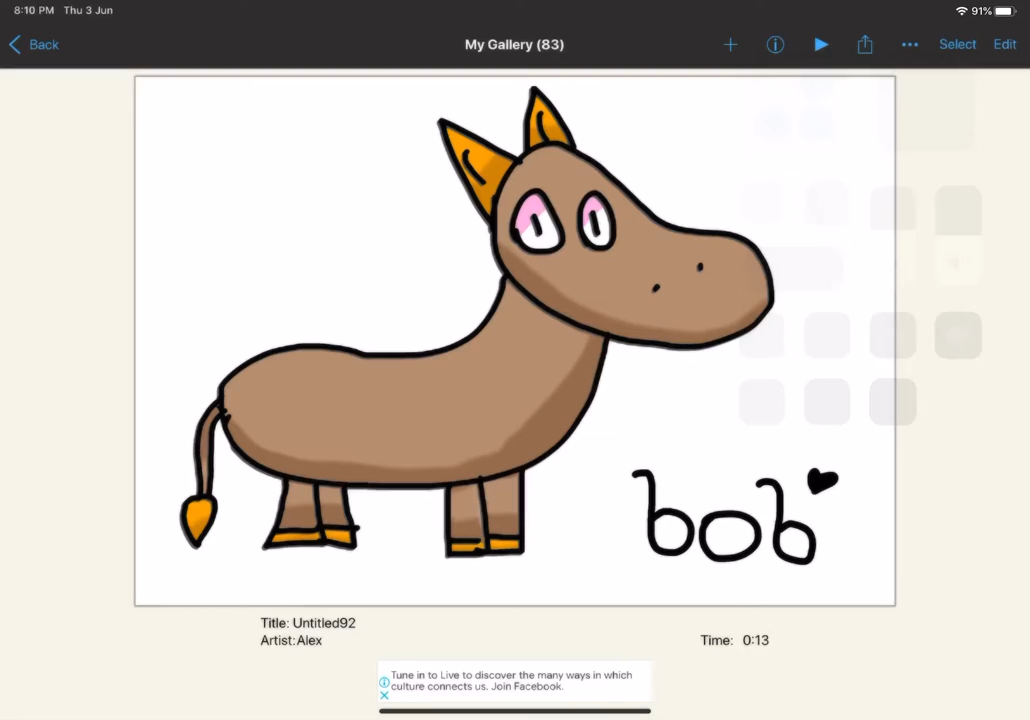 8:10 PM Thu 3 Jun
91%
Back
My Gallery (83)
Select
Edit
bob
Title: Untitled92
Artist: Alex
Time: 0:13
Tune in to Live to discover the many ways in which
culture connects us. Join Facebook.